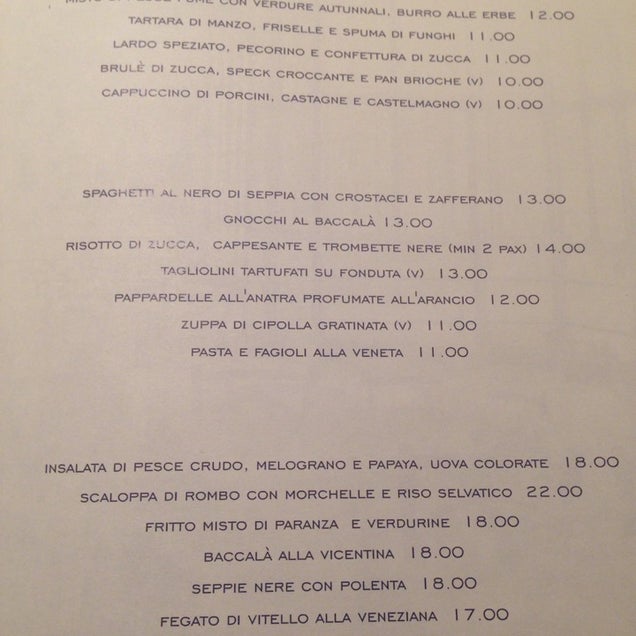 MISTO DI PESCE FUMÉ CON VERDURE AUTUNNALI, BURRO ALLE ERBE 12.00
TARTARA DI MANZO, FRISELLE E SPUMA DI FUNGHI 11.00
LARDO SPEZIATO, PECORINO E CONFETTURA DI ZUCCA 11.00
BRULÈ DI ZUCCA, SPECK CROCCANTE E PAN BRIOCHE (V) 10.00
CAPPUCCINO DI PORCINI, CASTAGNE E CASTELMAGNO (V) 10.00
SPAGHETTI AL NERO DI SEPPIA CON CROSTACEI E ZAFFERANO 13.00
GNOCCHI AL BACCALÀ 13.00
RISOTTO DI ZUCCA, CAPPESANTE E TROMBETTE NERE (MIN 2 PAX) 14.00
TAGLIOLINI TARTUFATI SU FONDUTA (V) 13.00
PAPPARDELLE ALL'ANATRA PROFUMATE ALL'ARANCIO 12.00
ZUPPA DI CIPOLLA GRATINATA (V) 11.00
PASTA E FAGIOLI ALLA VENETA 11.00
INSALATA DI PESCE CRUDO, MELOGRANO E PAPAYA, UOVA COLORATE 18.00
SCALOPPA DI ROMBO CON MORCHELLE E RISO SELVATICO 22.00
FRITTO MISTO DI PARANZA E VERDURINE 18.00
BACCALÀ ALLA VICENTINA 18.00
SEPPIE NERE CON POLENTA 18.00
FEGATO DI VITELLO ALLA VENEZIANA 17.00